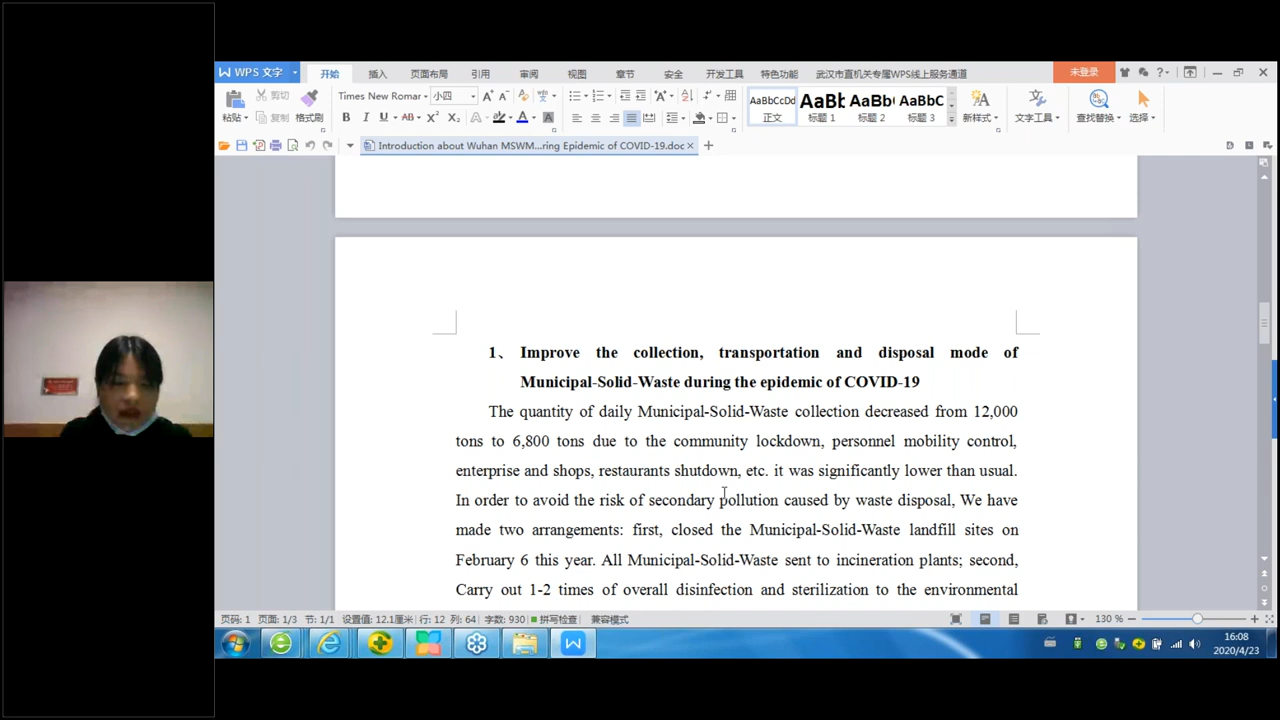 WPS 文字
开始
插入
页面布局
引用
审阅
视图
章节
安全
开发工具
特色功能
武汉市直机关专属WPS线上服务通道
未登录
粘贴
剪切
复制
格式刷
Times New Romar
小四
AaBbCcDd
正文
AaBb
标题 1
AaBb(
标题 2
AaBbC
标题 3
新样式
文字工具
查找替换
选择
Introduction about Wuhan MSWM...ring Epidemic of COVID-19.doc
1、 Improve the collection, transportation and disposal mode of
Municipal-Solid-Waste during the epidemic of COVID-19
The quantity of daily Municipal-Solid-Waste collection decreased from 12,000
tons to 6,800 tons due to the community lockdown, personnel mobility control,
enterprise and shops, restaurants shutdown, etc. it was significantly lower than usual.
In order to avoid the risk of secondary pollution caused by waste disposal, We have
made two arrangements: first, closed the Municipal-Solid-Waste landfill sites on
February 6 this year. All Municipal-Solid-Waste sent to incineration plants; second,
Carry out 1-2 times of overall disinfection and sterilization to the environmental
页码: 1 页面: 1/3 节: 1/1 设置值: 12.1厘米 行: 12 列: 64 字数: 930 拼写检查 兼容模式
130 %
16:08
2020/4/23